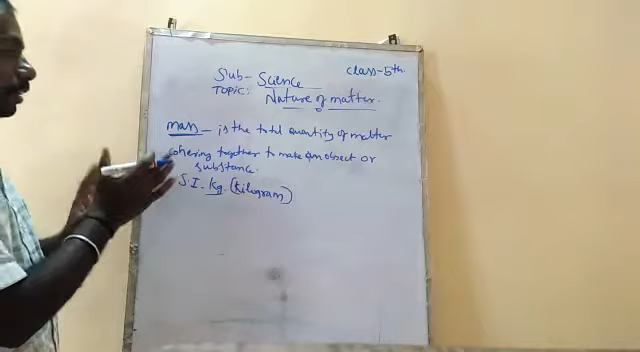 Sub- Science Class-5th.
TOPIC: Nature of matter.
mass - is the total quantity of matter
cohering together to make an object or
substance.
S.I. Kg. (Kilogram)